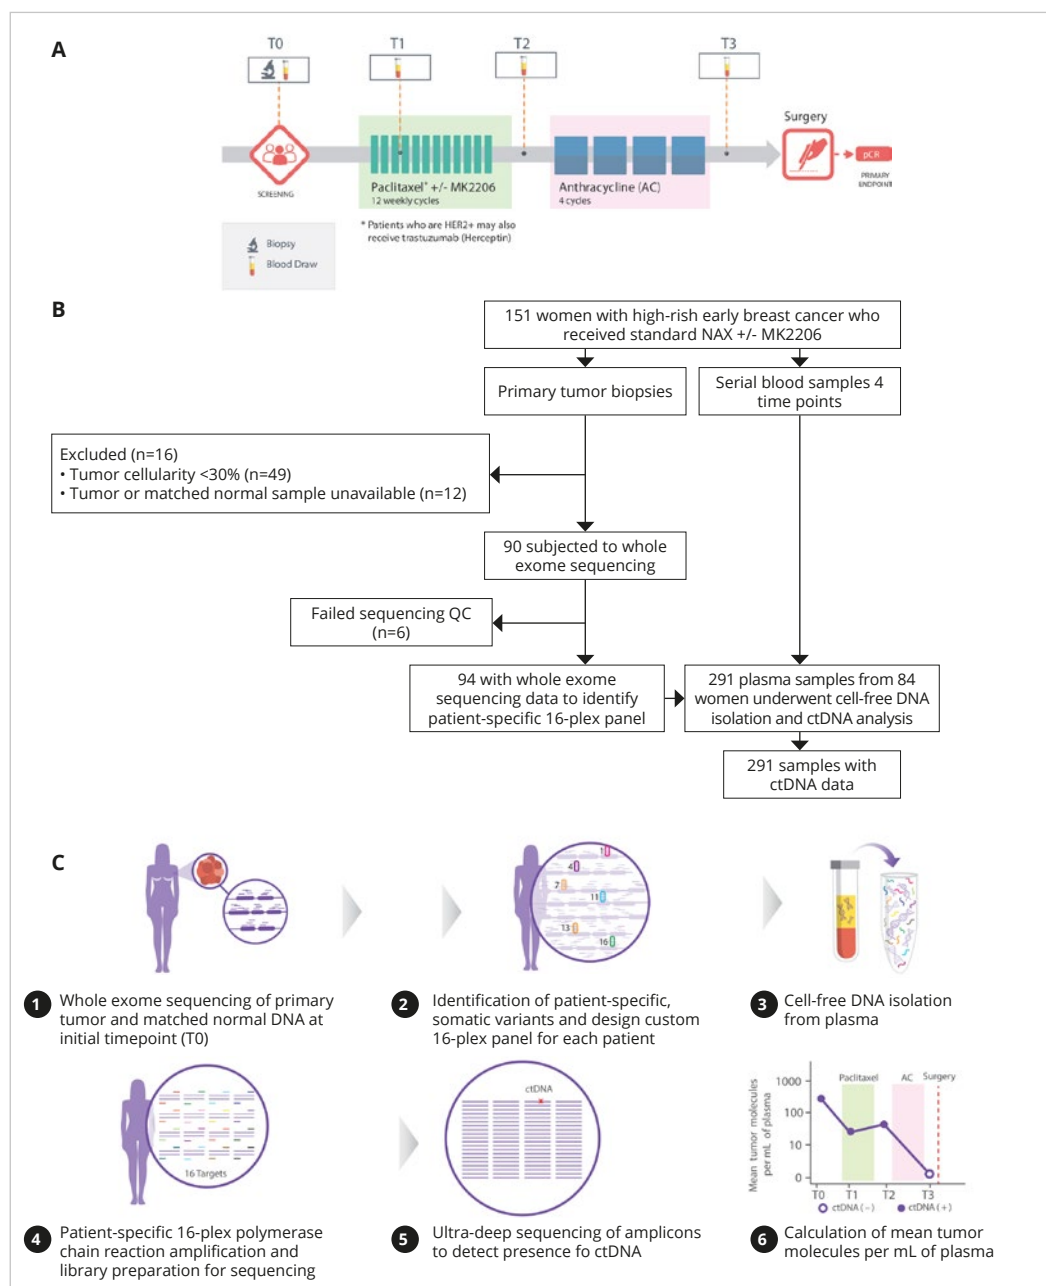 A
T0
T1
T2
T3
Surgery
pCR
PRIMARY
ENDPOINT
SCREENING
Paclitaxel* +/- MK2206
12 weekly cycles
Anthracycline (AC)
4 cycles
* Patients who are HER2+ may also
receive trastuzumab (Herceptin)
Biopsy
Blood Draw
B
151 women with high-rish early breast cancer who
received standard NAX +/- MK2206
Primary tumor biopsies
Serial blood samples 4
time points
Excluded (n=16)
• Tumor cellularity <30% (n=49)
• Tumor or matched normal sample unavailable (n=12)
90 subjected to whole
exome sequencing
Failed sequencing QC
(n=6)
94 with whole exome
sequencing data to identify
patient-specific 16-plex panel
291 plasma samples from 84
women underwent cell-free DNA
isolation and ctDNA analysis
291 samples with
ctDNA data
C
1
4
7
11
13
16
1 Whole exome sequencing of primary
tumor and matched normal DNA at
initial timepoint (T0)
2 Identification of patient-specific,
somatic variants and design custom
16-plex panel for each patient
3 Cell-free DNA isolation
from plasma
16 Targets
ctDNA
Paclitaxel
AC
Surgery
Mean tumor molecules
per mL of plasma
1000
100
10
0
T0
T1
T2
T3
ctDNA (−)
ctDNA (+)
4 Patient-specific 16-plex polymerase
chain reaction amplification and
library preparation for sequencing
5 Ultra-deep sequencing of amplicons
to detect presence fo ctDNA
6 Calculation of mean tumor
molecules per mL of plasma